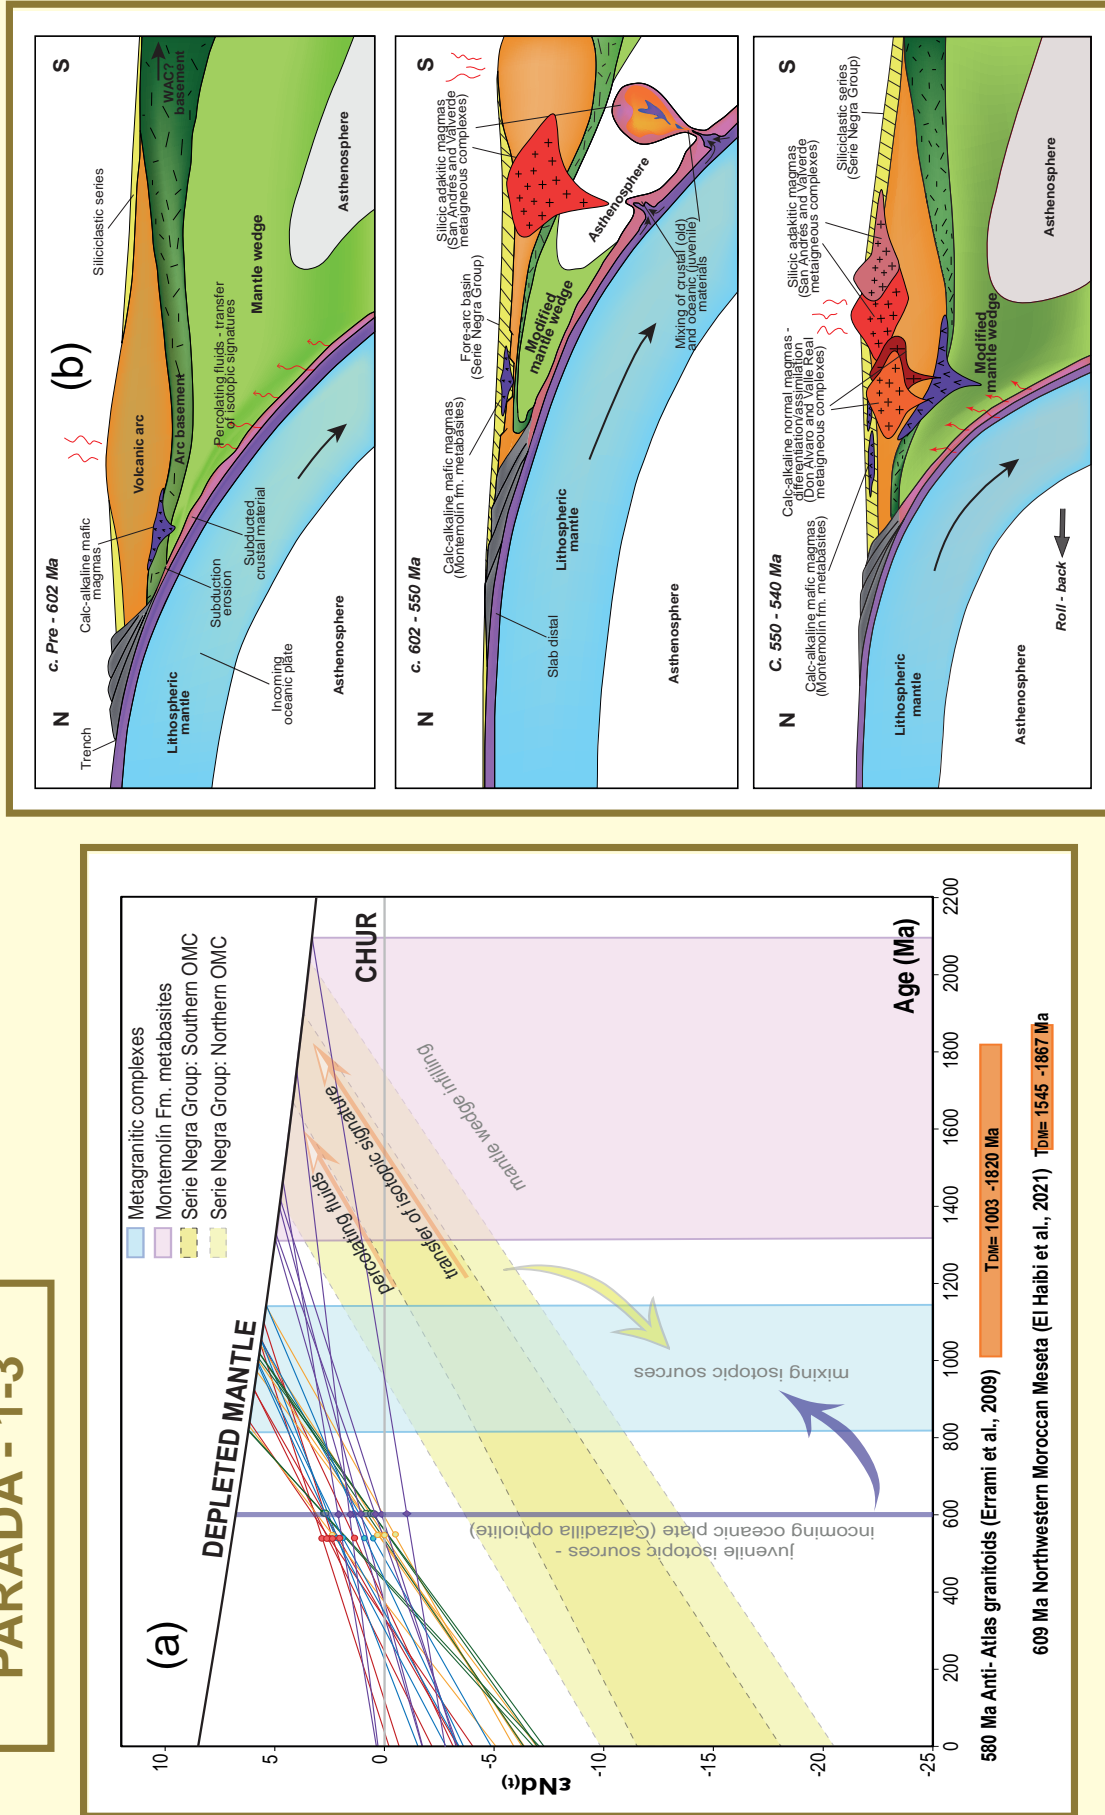 PARADA - 1-3
(a)
DEPLETED MANTLE
CHUR
Metagranitic complexes
Montemolin Fm. metabasites
Serie Negra Group: Southern OMC
Serie Negra Group: Northern OMC
percolating fluids
transfer of isotopic signature
mantle wedge infilling
mixing isotopic sources
juvenile isotopic sources -
incoming oceanic plate (Calzadilla ophiolite)
εNd(t)
10
5
0
-5
-10
-15
-20
-25
0
200
400
600
800
1000
1200
1400
1600
1800
2000
2200
Age (Ma)
580 Ma Anti- Atlas granitoids (Errami et al., 2009)
TDM= 1003 -1820 Ma
609 Ma Northwestern Moroccan Meseta (El Haibi et al., 2021)
TDM= 1545 -1867 Ma
(b)
c. Pre - 602 Ma
N
S
Trench
Calc-alkaline mafic
magmas
Siliciclastic series
Volcanic arc
Arc basement
WAC?
basement
Percolating fluids - transfer
of isotopic signatures
Mantle wedge
Asthenosphere
Subduction
erosion
Subducted
crustal material
Lithospheric
mantle
Incoming
oceanic plate
Asthenosphere
c. 602 - 550 Ma
N
S
Calc-alkaline mafic magmas
(Montemolin fm. metabasites)
Fore-arc basin
(Serie Negra Group)
Silicic adakitic magmas
(San Andrés and Valverde
metaigneous complexes)
Modified
mantle wedge
Asthenosphere
Slab distal
Lithospheric
mantle
Mixing of crustal (old)
and oceanic (juvenile)
materials
Asthenosphere
C. 550 - 540 Ma
N
S
Calc-alkaline mafic magmas
(Montemolin fm. metabasites)
Calc-alkaline normal magmas -
differentiation/assimilation
(Don Álvaro and Valle Real
metaigneous complexes)
Silicic adakitic magmas
(San Andrés and Valverde
metaigneous complexes)
Siliciclastic series
(Serie Negra Group)
Modified
mantle wedge
Lithospheric
mantle
Asthenosphere
Asthenosphere
Roll - back